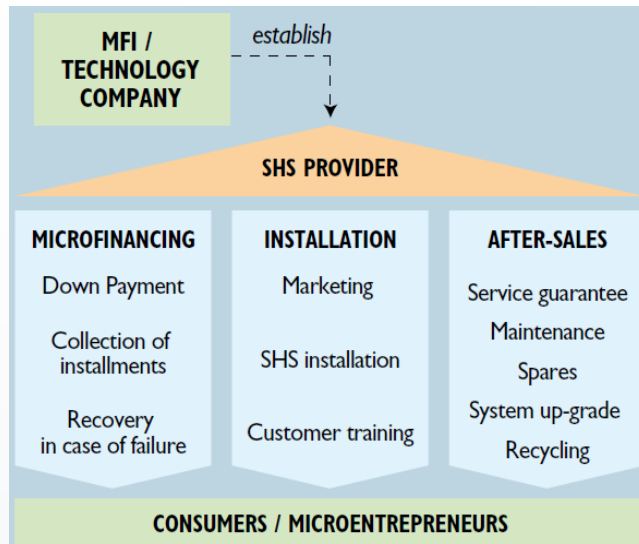 MFI /
TECHNOLOGY
COMPANY
establish
SHS PROVIDER
MICROFINANCING
Down Payment
Collection of
installments
Recovery
in case of failure
INSTALLATION
Marketing
SHS installation
Customer training
AFTER-SALES
Service guarantee
Maintenance
Spares
System up-grade
Recycling
CONSUMERS / MICROENTREPRENEURS